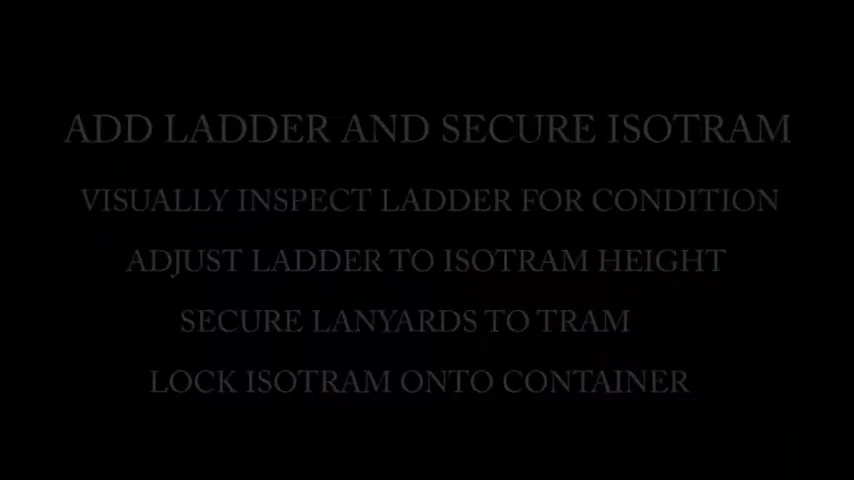 ADD LADDER AND SECURE ISOTRAM
VISUALLY INSPECT LADDER FOR CONDITION
ADJUST LADDER TO ISOTRAM HEIGHT
SECURE LANYARDS TO TRAM
LOCK ISOTRAM ONTO CONTAINER